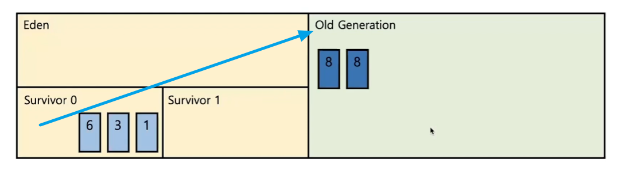 Eden
Old Generation
8 8
Survivor 0
Survivor 1
6 3 1